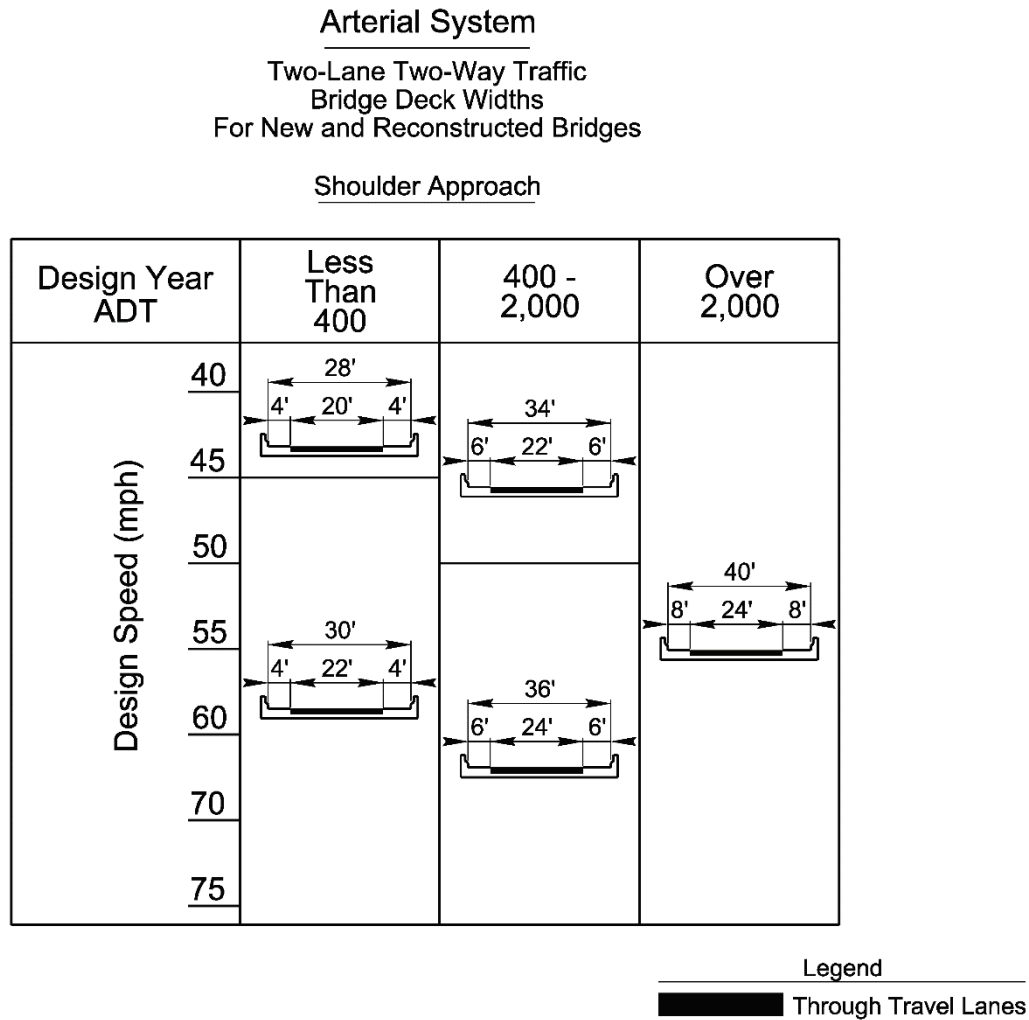 Arterial System
Two-Lane Two-Way Traffic
Bridge Deck Widths
For New and Reconstructed Bridges
Shoulder Approach
Design Year
ADT
Less
Than
400
400 -
2,000
Over
2,000
Design Speed (mph)
40
45
50
55
60
70
75
28'
4' 20' 4'
30'
4' 22' 4'
34'
6' 22' 6'
36'
6' 24' 6'
40'
8' 24' 8'
Legend
Through Travel Lanes